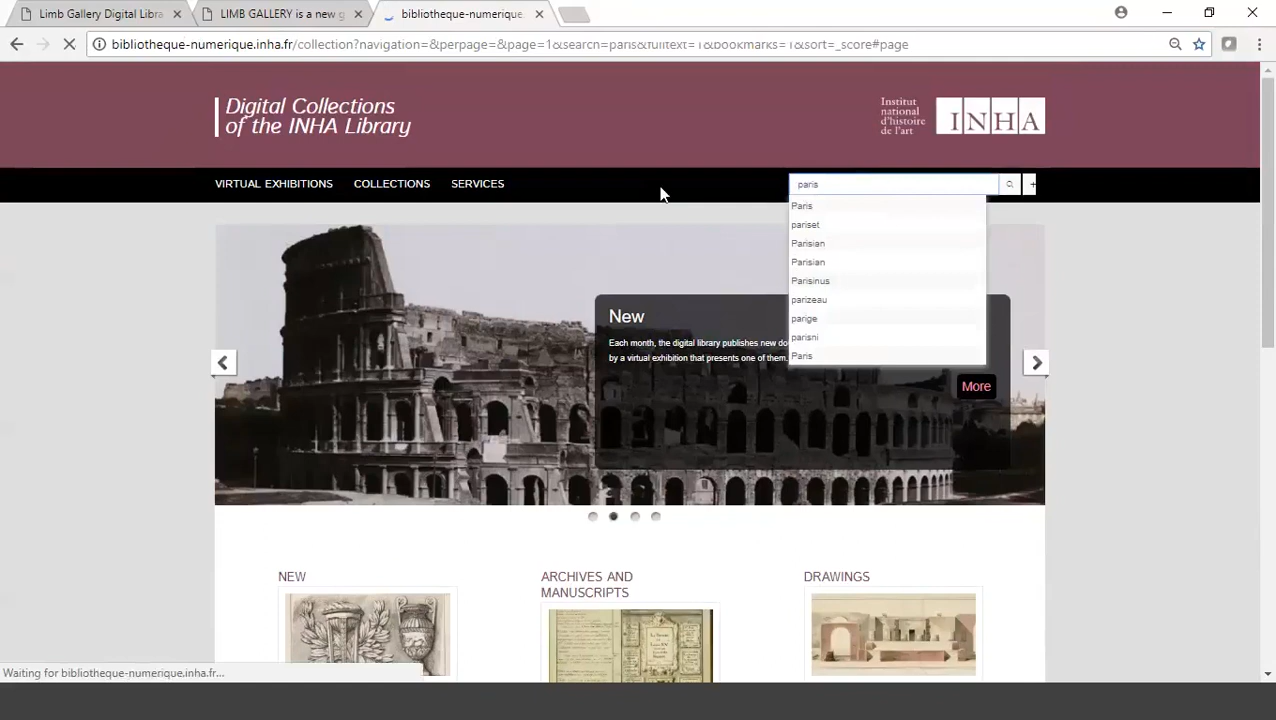 Limb Gallery Digital Libra
LIMB GALLERY is a new g
bibliotheque-numerique.
bibliotheque-numerique.inha.fr/collection?navigation=&perpage=&page=1&search=paris&fulltext=1&bookmarks=1&sort=_score#page
Digital Collections
of the INHA Library
Institut
national
d'histoire
de l'art
INHA
VIRTUAL EXHIBITIONS
COLLECTIONS
SERVICES
paris
+
Paris
pariset
Parisian
Parisian
Parisinus
parizeau
parige
parisni
Paris
New
Each month, the digital library publishes new
by a virtual exhibition that presents one of them.
More
NEW
ARCHIVES AND
MANUSCRIPTS
DRAWINGS
Waiting for bibliotheque-numerique.inha.fr...